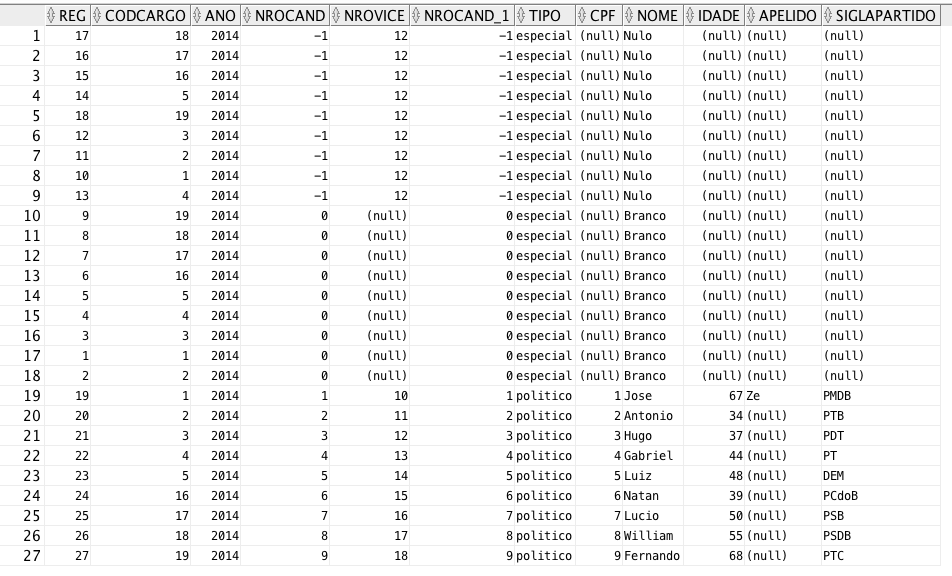 REG CODCARGO ANO NROCAND NROVICE NROCAND_1 TIPO CPF NOME IDADE APELIDO SIGLAPARTIDO
1 17 18 2014 -1 12 -1 especial (null) Nulo (null) (null) (null)
2 16 17 2014 -1 12 -1 especial (null) Nulo (null) (null) (null)
3 15 16 2014 -1 12 -1 especial (null) Nulo (null) (null) (null)
4 14 5 2014 -1 12 -1 especial (null) Nulo (null) (null) (null)
5 18 19 2014 -1 12 -1 especial (null) Nulo (null) (null) (null)
6 12 3 2014 -1 12 -1 especial (null) Nulo (null) (null) (null)
7 11 2 2014 -1 12 -1 especial (null) Nulo (null) (null) (null)
8 10 1 2014 -1 12 -1 especial (null) Nulo (null) (null) (null)
9 13 4 2014 -1 12 -1 especial (null) Nulo (null) (null) (null)
10 9 19 2014 0 (null) 0 especial (null) Branco (null) (null) (null)
11 8 18 2014 0 (null) 0 especial (null) Branco (null) (null) (null)
12 7 17 2014 0 (null) 0 especial (null) Branco (null) (null) (null)
13 6 16 2014 0 (null) 0 especial (null) Branco (null) (null) (null)
14 5 5 2014 0 (null) 0 especial (null) Branco (null) (null) (null)
15 4 4 2014 0 (null) 0 especial (null) Branco (null) (null) (null)
16 3 3 2014 0 (null) 0 especial (null) Branco (null) (null) (null)
17 1 1 2014 0 (null) 0 especial (null) Branco (null) (null) (null)
18 2 2 2014 0 (null) 0 especial (null) Branco (null) (null) (null)
19 19 1 2014 1 10 1 politico 1 Jose 67 Ze PMDB
20 20 2 2014 2 11 2 politico 2 Antonio 34 (null) PTB
21 21 3 2014 3 12 3 politico 3 Hugo 37 (null) PDT
22 22 4 2014 4 13 4 politico 4 Gabriel 44 (null) PT
23 23 5 2014 5 14 5 politico 5 Luiz 48 (null) DEM
24 24 16 2014 6 15 6 politico 6 Natan 39 (null) PCdoB
25 25 17 2014 7 16 7 politico 7 Lucio 50 (null) PSB
26 26 18 2014 8 17 8 politico 8 William 55 (null) PSDB
27 27 19 2014 9 18 9 politico 9 Fernando 68 (null) PTC